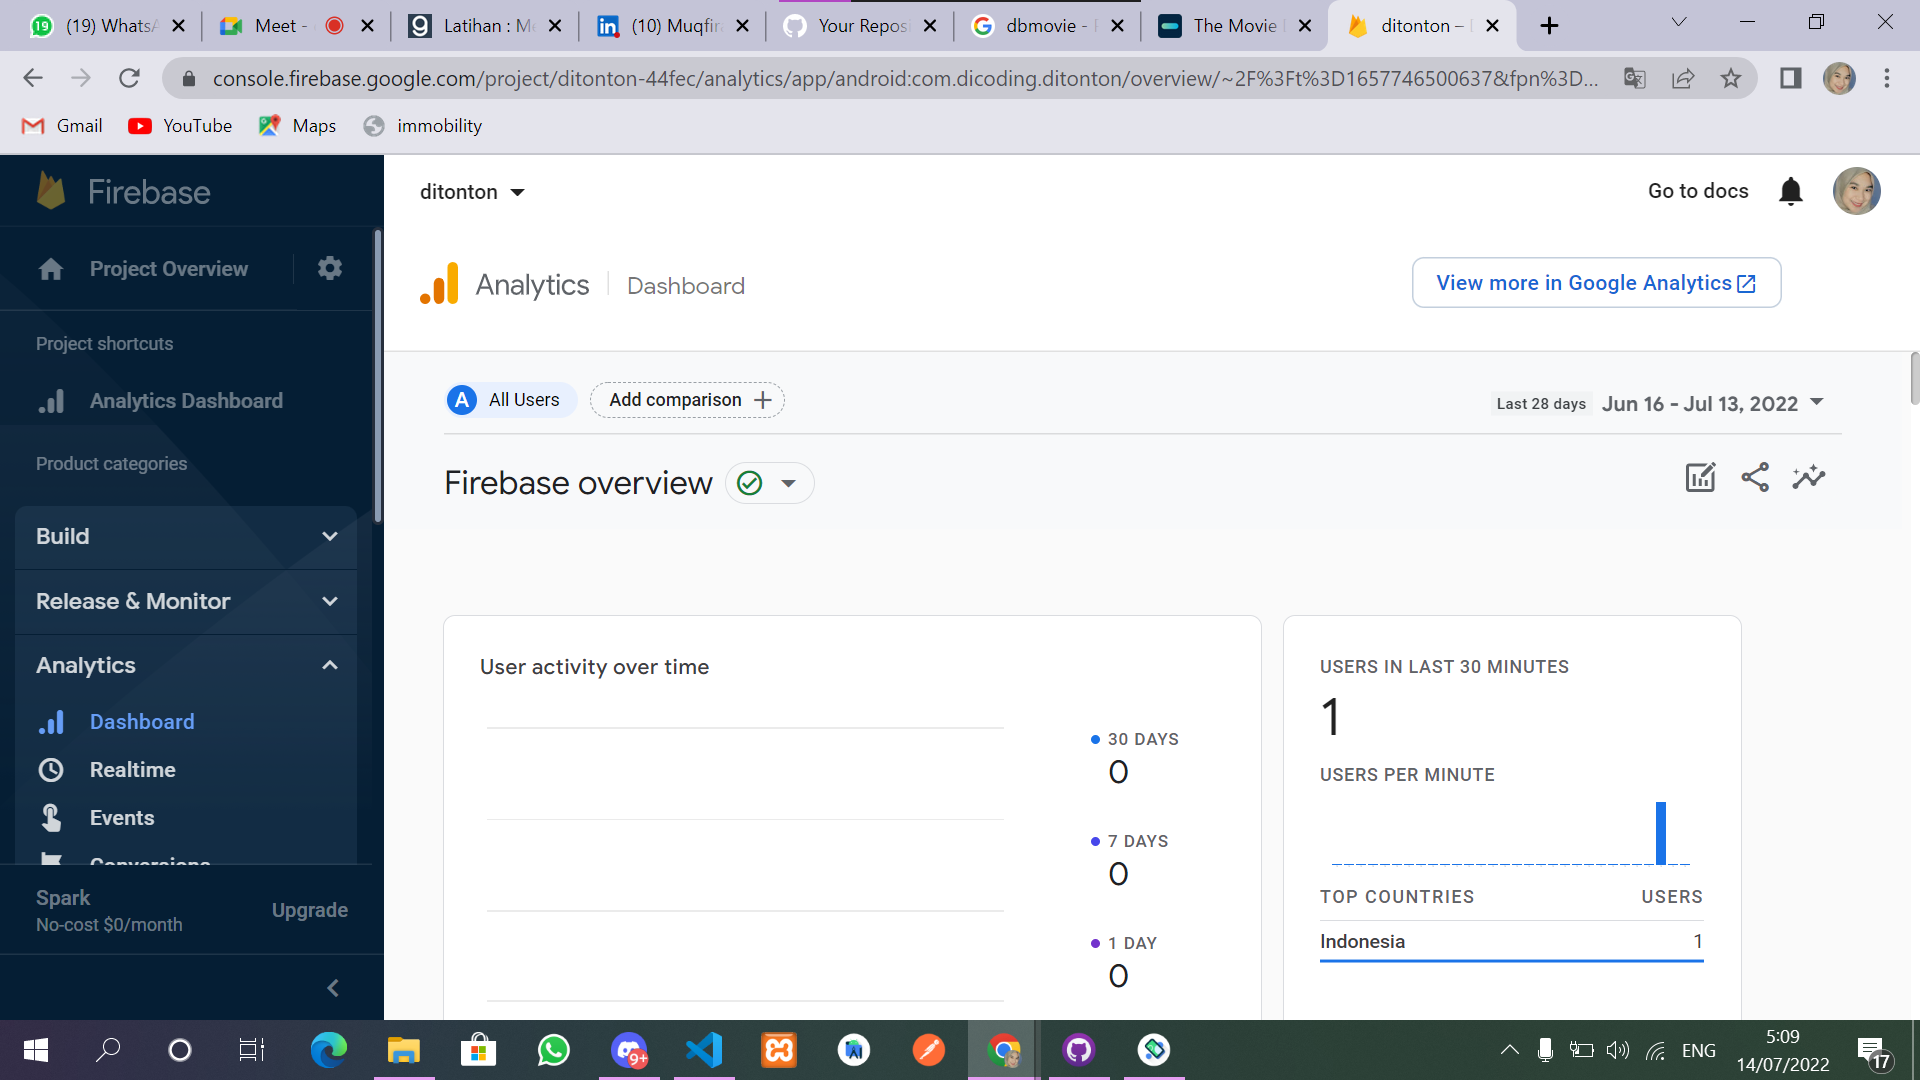 (19) WhatsA
Meet -
Latihan : Me
(10) Muqfira
Your Reposi
dbmovie -
The Movie
ditonton –
console.firebase.google.com/project/ditonton-44fec/analytics/app/android:com.dicoding.ditonton/overview/~2F%3Ft%3D1657746500637&fpn%3D...
Gmail
YouTube
Maps
immobility
Firebase
Project Overview
Project shortcuts
Analytics Dashboard
Product categories
Build
Release & Monitor
Analytics
Dashboard
Realtime
Events
Conversions
Spark
No-cost $0/month
Upgrade
ditonton
Go to docs
Analytics
Dashboard
View more in Google Analytics
A
All Users
Add comparison
Last 28 days
Jun 16 - Jul 13, 2022
Firebase overview
User activity over time
30 DAYS
0
7 DAYS
0
1 DAY
0
USERS IN LAST 30 MINUTES
1
USERS PER MINUTE
TOP COUNTRIES
USERS
Indonesia
1
9+
ENG
5:09
14/07/2022
17